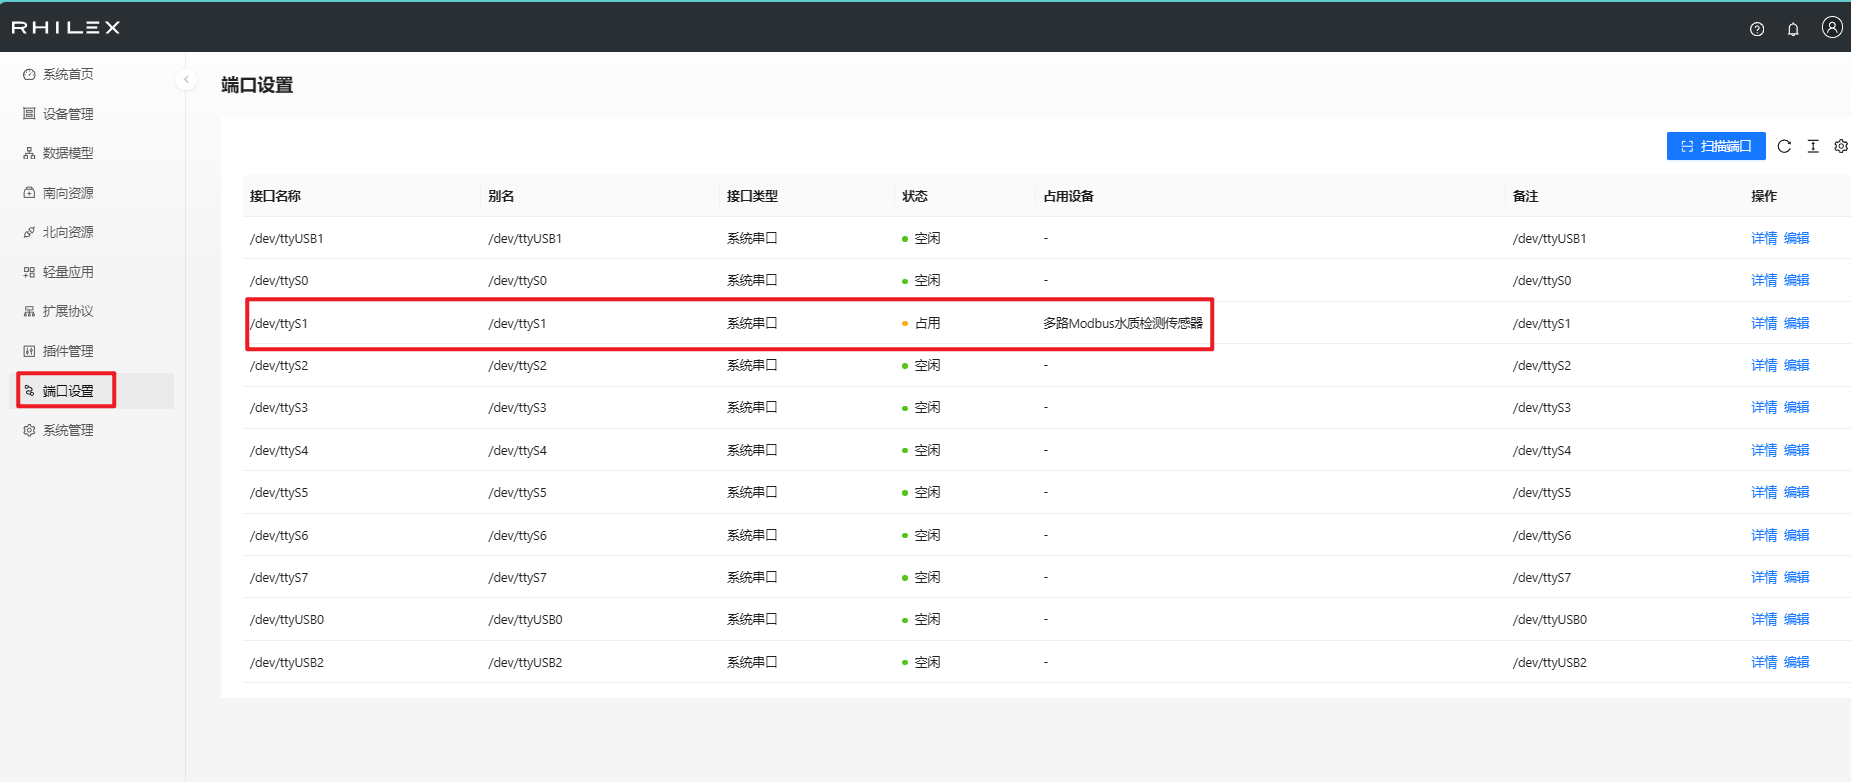 RHILEX
系统首页
设备管理
数据模型
南向资源
北向资源
轻量应用
扩展协议
插件管理
端口设置
系统管理
端口设置
扫描端口
接口名称 别名 接口类型 状态 占用设备 备注 操作
/dev/ttyUSB1 /dev/ttyUSB1 系统串口 空闲 - /dev/ttyUSB1 详情 编辑
/dev/ttyS0 /dev/ttyS0 系统串口 空闲 - /dev/ttyS0 详情 编辑
/dev/ttyS1 /dev/ttyS1 系统串口 占用 多路Modbus水质检测传感器 /dev/ttyS1 详情 编辑
/dev/ttyS2 /dev/ttyS2 系统串口 空闲 - /dev/ttyS2 详情 编辑
/dev/ttyS3 /dev/ttyS3 系统串口 空闲 - /dev/ttyS3 详情 编辑
/dev/ttyS4 /dev/ttyS4 系统串口 空闲 - /dev/ttyS4 详情 编辑
/dev/ttyS5 /dev/ttyS5 系统串口 空闲 - /dev/ttyS5 详情 编辑
/dev/ttyS6 /dev/ttyS6 系统串口 空闲 - /dev/ttyS6 详情 编辑
/dev/ttyS7 /dev/ttyS7 系统串口 空闲 - /dev/ttyS7 详情 编辑
/dev/ttyUSB0 /dev/ttyUSB0 系统串口 空闲 - /dev/ttyUSB0 详情 编辑
/dev/ttyUSB2 /dev/ttyUSB2 系统串口 空闲 - /dev/ttyUSB2 详情 编辑